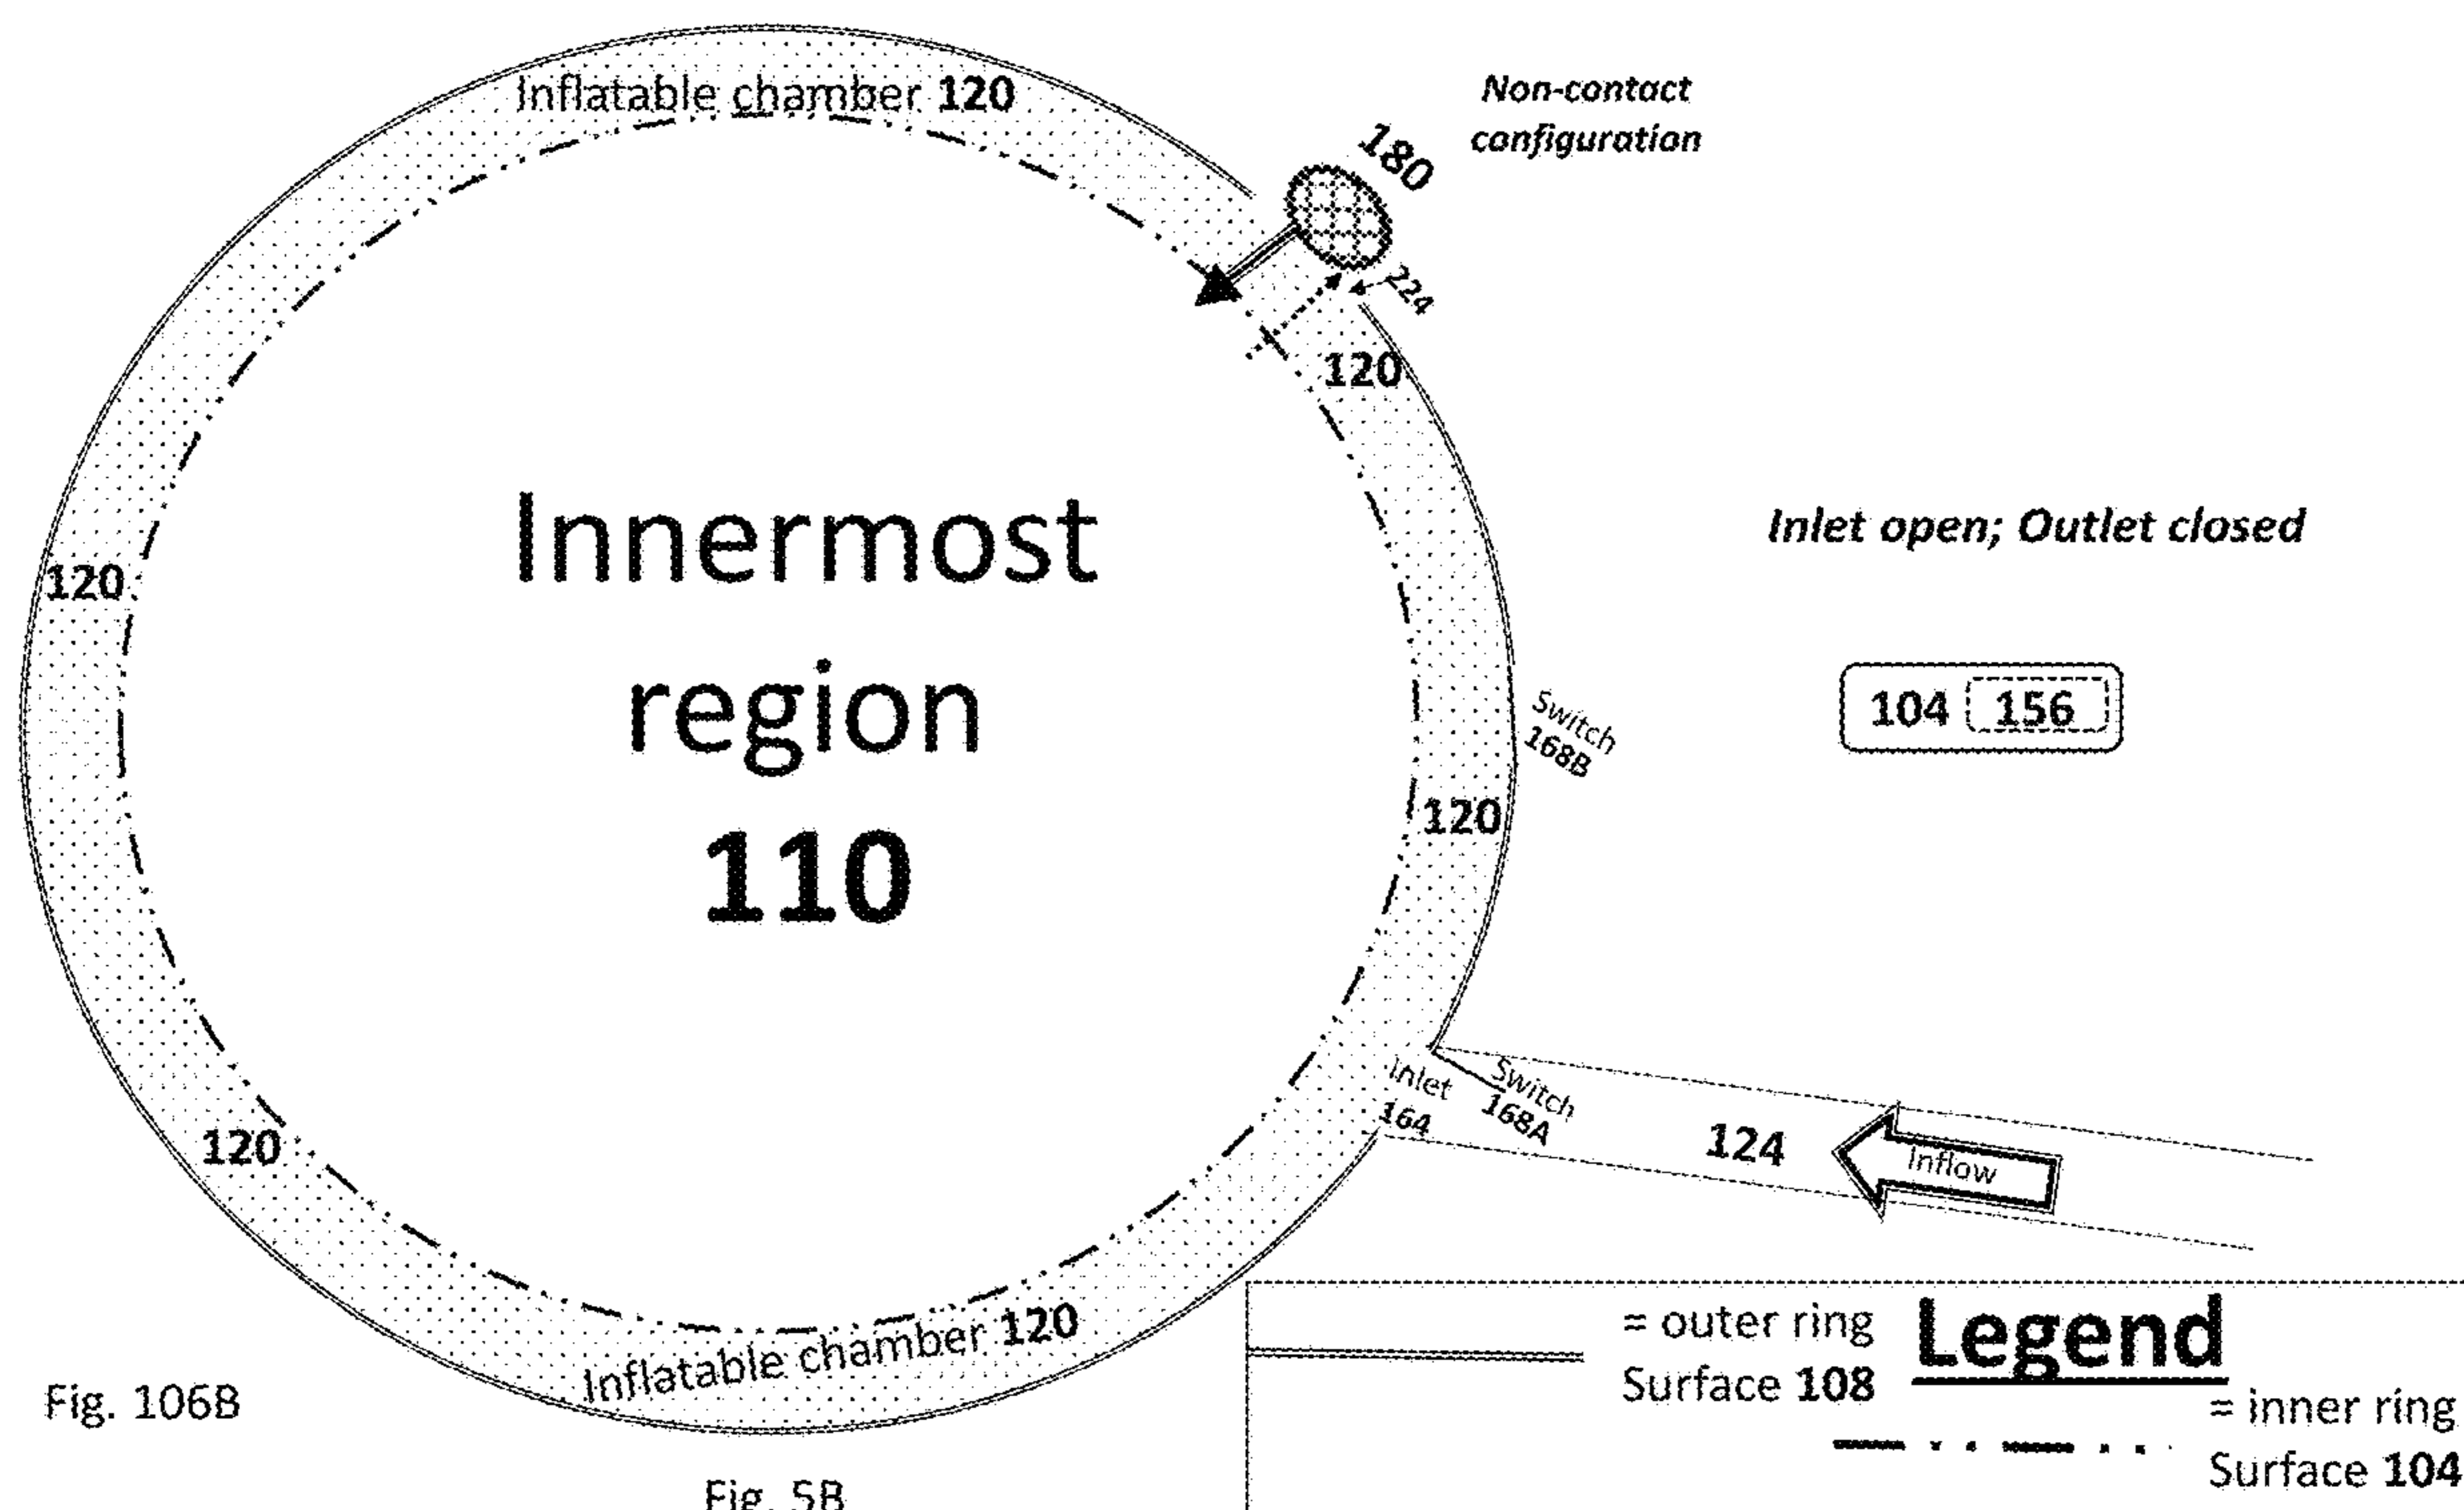 Inflatable chamber 120
Non-contact
configuration
180
224
120
Innermost
region
110
Inlet open; Outlet closed
120
104 156
Switch
168B
120
Inlet
164
Switch
168A
124
Inflow
120
Inflatable chamber 120
Fig. 106B
Fig. 5B
= outer ring
Surface 108
Legend
= inner ring
Surface 104